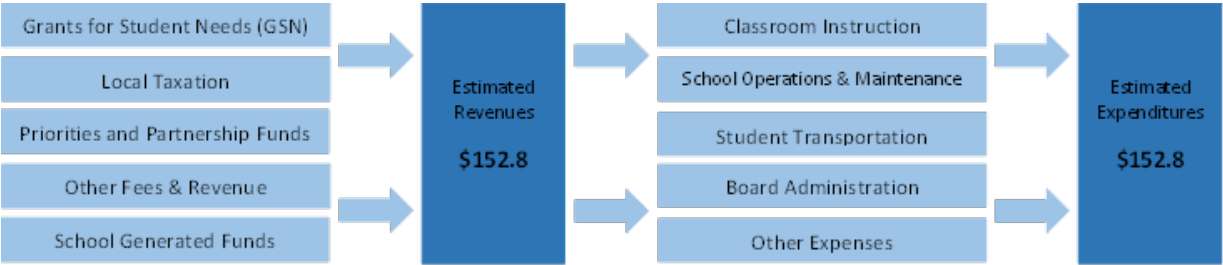 Grants for Student Needs (GSN)
Local Taxation
Priorities and Partnership Funds
Other Fees & Revenue
School Generated Funds
Estimated
Revenues
$152.8
Classroom Instruction
School Operations & Maintenance
Student Transportation
Board Administration
Other Expenses
Estimated
Expenditures
$152.8